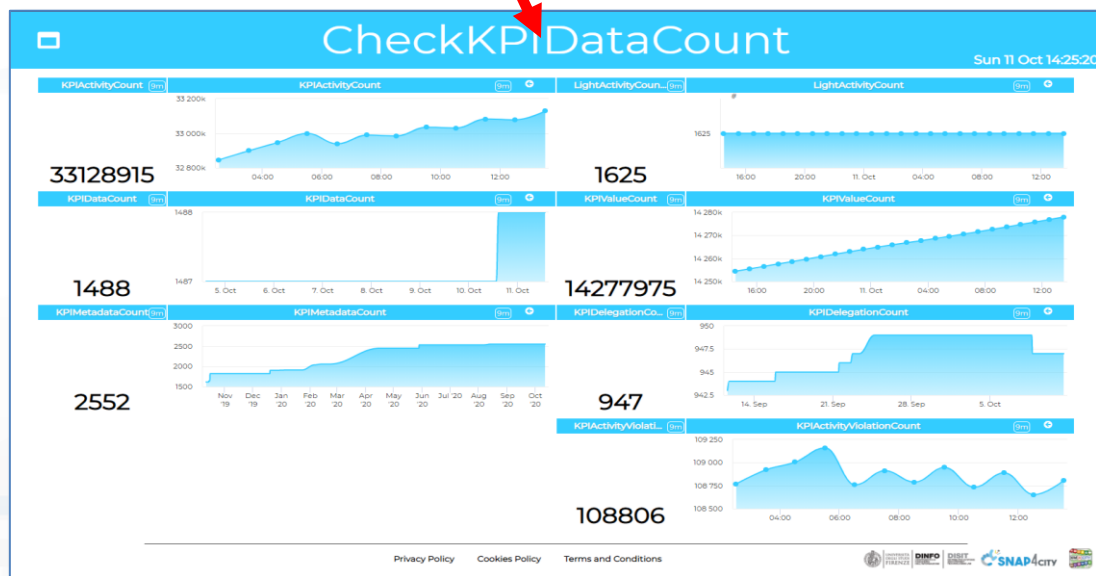 CheckKPIDataCount
Sun 11 Oct 14:25:20
KPIActivityCount 9m
KPIActivityCount 9m
33128915
33 200k
33 000k
32 800k
04:00 06:00 08:00 10:00 12:00
LightActivityCoun... 9m
LightActivityCount 9m
1625
1625
16:00 20:00 11. Oct 04:00 08:00 12:00
KPIDataCount 9m
KPIDataCount 9m
1488
1488
1487
5. Oct 6. Oct 7. Oct 8. Oct 9. Oct 10. Oct 11. Oct
KPIValueCount 9m
KPIValueCount 9m
14277975
14 280k
14 270k
14 260k
14 250k
16:00 20:00 11. Oct 04:00 08:00 12:00
KPIMetadataCount 9m
KPIMetadataCount 9m
2552
3000
2500
2000
1500
Nov '19 Dec '19 Jan '20 Feb '20 Mar '20 Apr '20 May '20 Jun '20 Jul '20 Aug '20 Sep '20 Oct '20
KPIDelegationCo... 9m
KPIDelegationCount 9m
947
950
947.5
945
942.5
14. Sep 21. Sep 28. Sep 5. Oct
KPIActivityViolati... 9m
KPIActivityViolationCount 9m
108806
109 250
109 000
108 750
108 500
04:00 06:00 08:00 10:00 12:00
Privacy Policy Cookies Policy Terms and Conditions
UNIVERSITÀ DEGLI STUDI FIRENZE DINFO DISIT SNAP4CITY